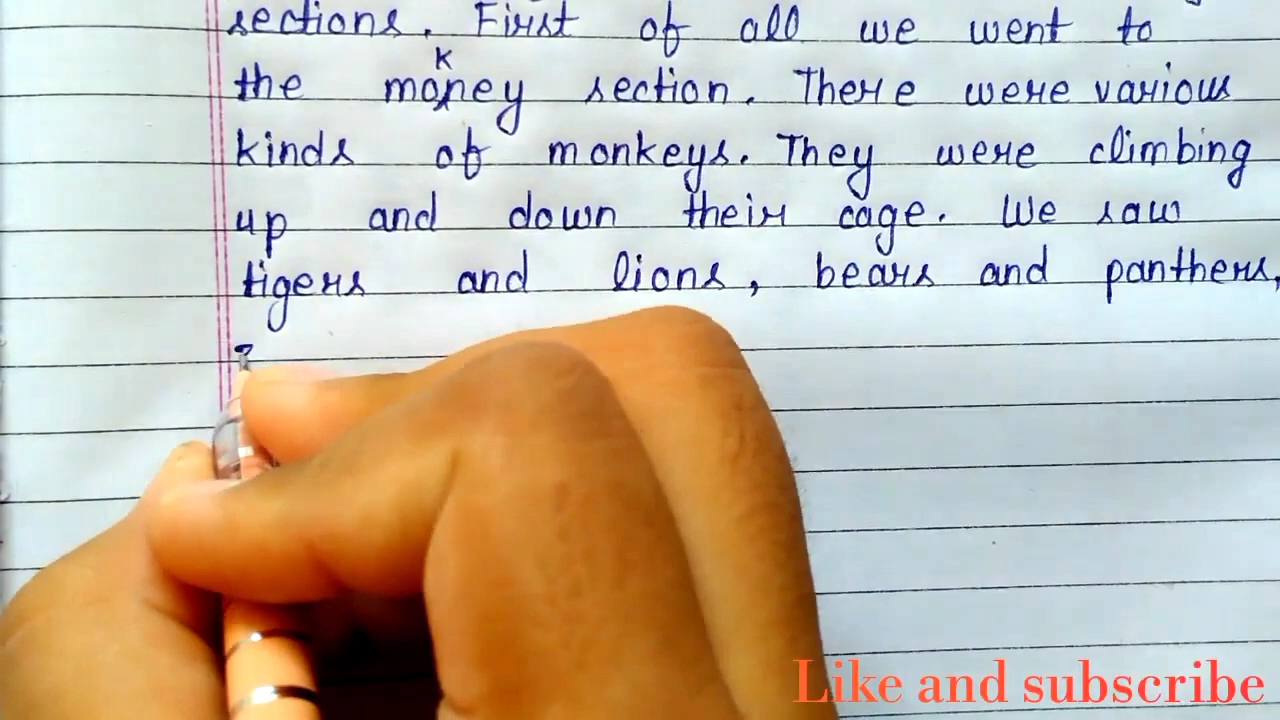 sections. First of all we went to
the monkey section. There were various
kinds of monkeys. They were climbing
up and down their cage. We saw
tigers and lions, bears and panthers,
Like and subscribe